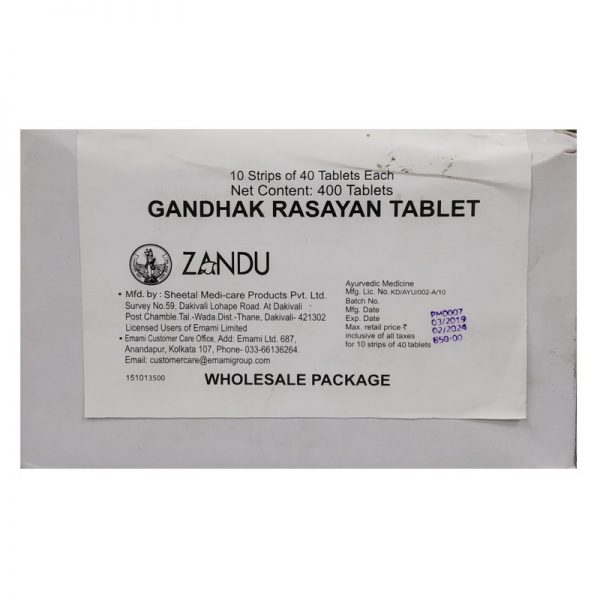 10 Strips of 40 Tablets Each
Net Content: 400 Tablets
GANDHAK RASAYAN TABLET
ZANDU
• Mfd. by : Sheetal Medi-care Products Pvt. Ltd.
Survey No.59, Dakivali Lohape Road. At Dakivali
Post Chamble.Tal.-Wada.Dist-Thane, Dakivali- 421302
Licensed Users of Emami Limited
• Emami Customer Care Office, Add: Emami Ltd. 687,
Anandapur, Kolkata 107, Phone- 033-66136264.
Email: customercare@emamigroup.com
151013500
Ayurvedic Medicine
Mfg. Lic. No. KD/AYU/002-A/10
Batch No. PM0007
Mfg. Date 03/2019
Exp. Date 02/2024
Max. retail price ₹ 850-00
inclusive of all taxes
for 10 strips of 40 tablets
WHOLESALE PACKAGE